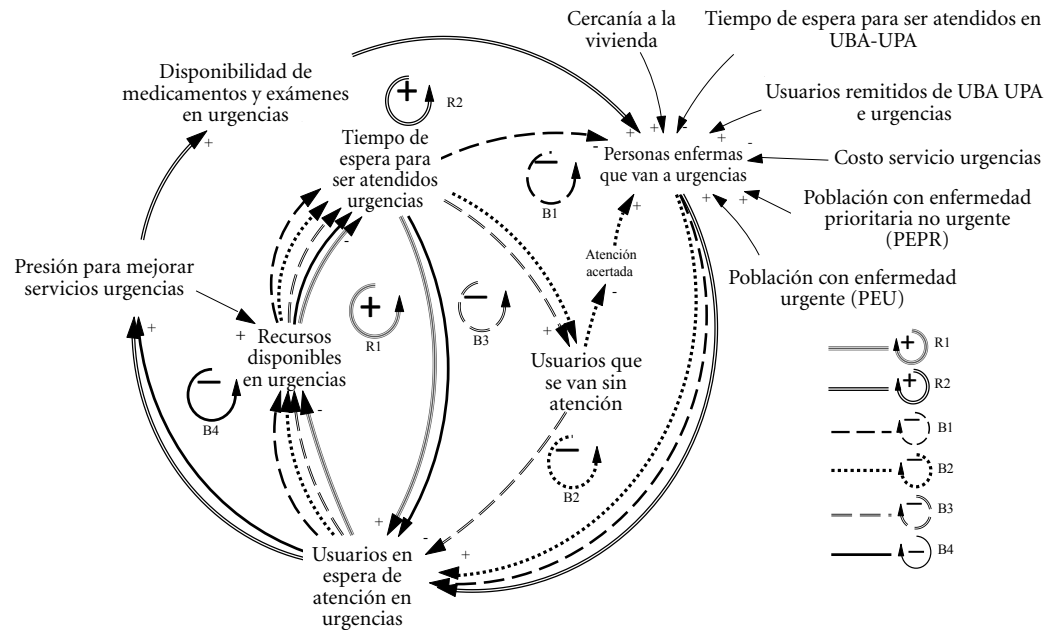 Cercanía a la
vivienda
Tiempo de espera para ser atendidos en
UBA-UPA
Disponibilidad de
medicamentos y exámenes
en urgencias
+
+
R2
Usuarios remitidos de UBA UPA
e urgencias
Tiempo de
espera para
ser atendidos
urgencias
-
+
+
-
+
-
-
Personas enfermas
que van a urgencias
Costo servicio urgencias
-
B1
+
+
+
Población con enfermedad
prioritaria no urgente
(PEPR)
Atención
acertada
-
Presión para mejorar
servicios urgencias
Población con enfermedad
urgente (PEU)
+
+
R1
-
B3
+
+
Recursos
disponibles
en urgencias
-
Usuarios que
se van sin
atención
-
B4
-
B2
+
-
+
Usuarios en
espera de
atención en
urgencias
+
R1
+
R2
-
B1
-
B2
-
B3
-
B4